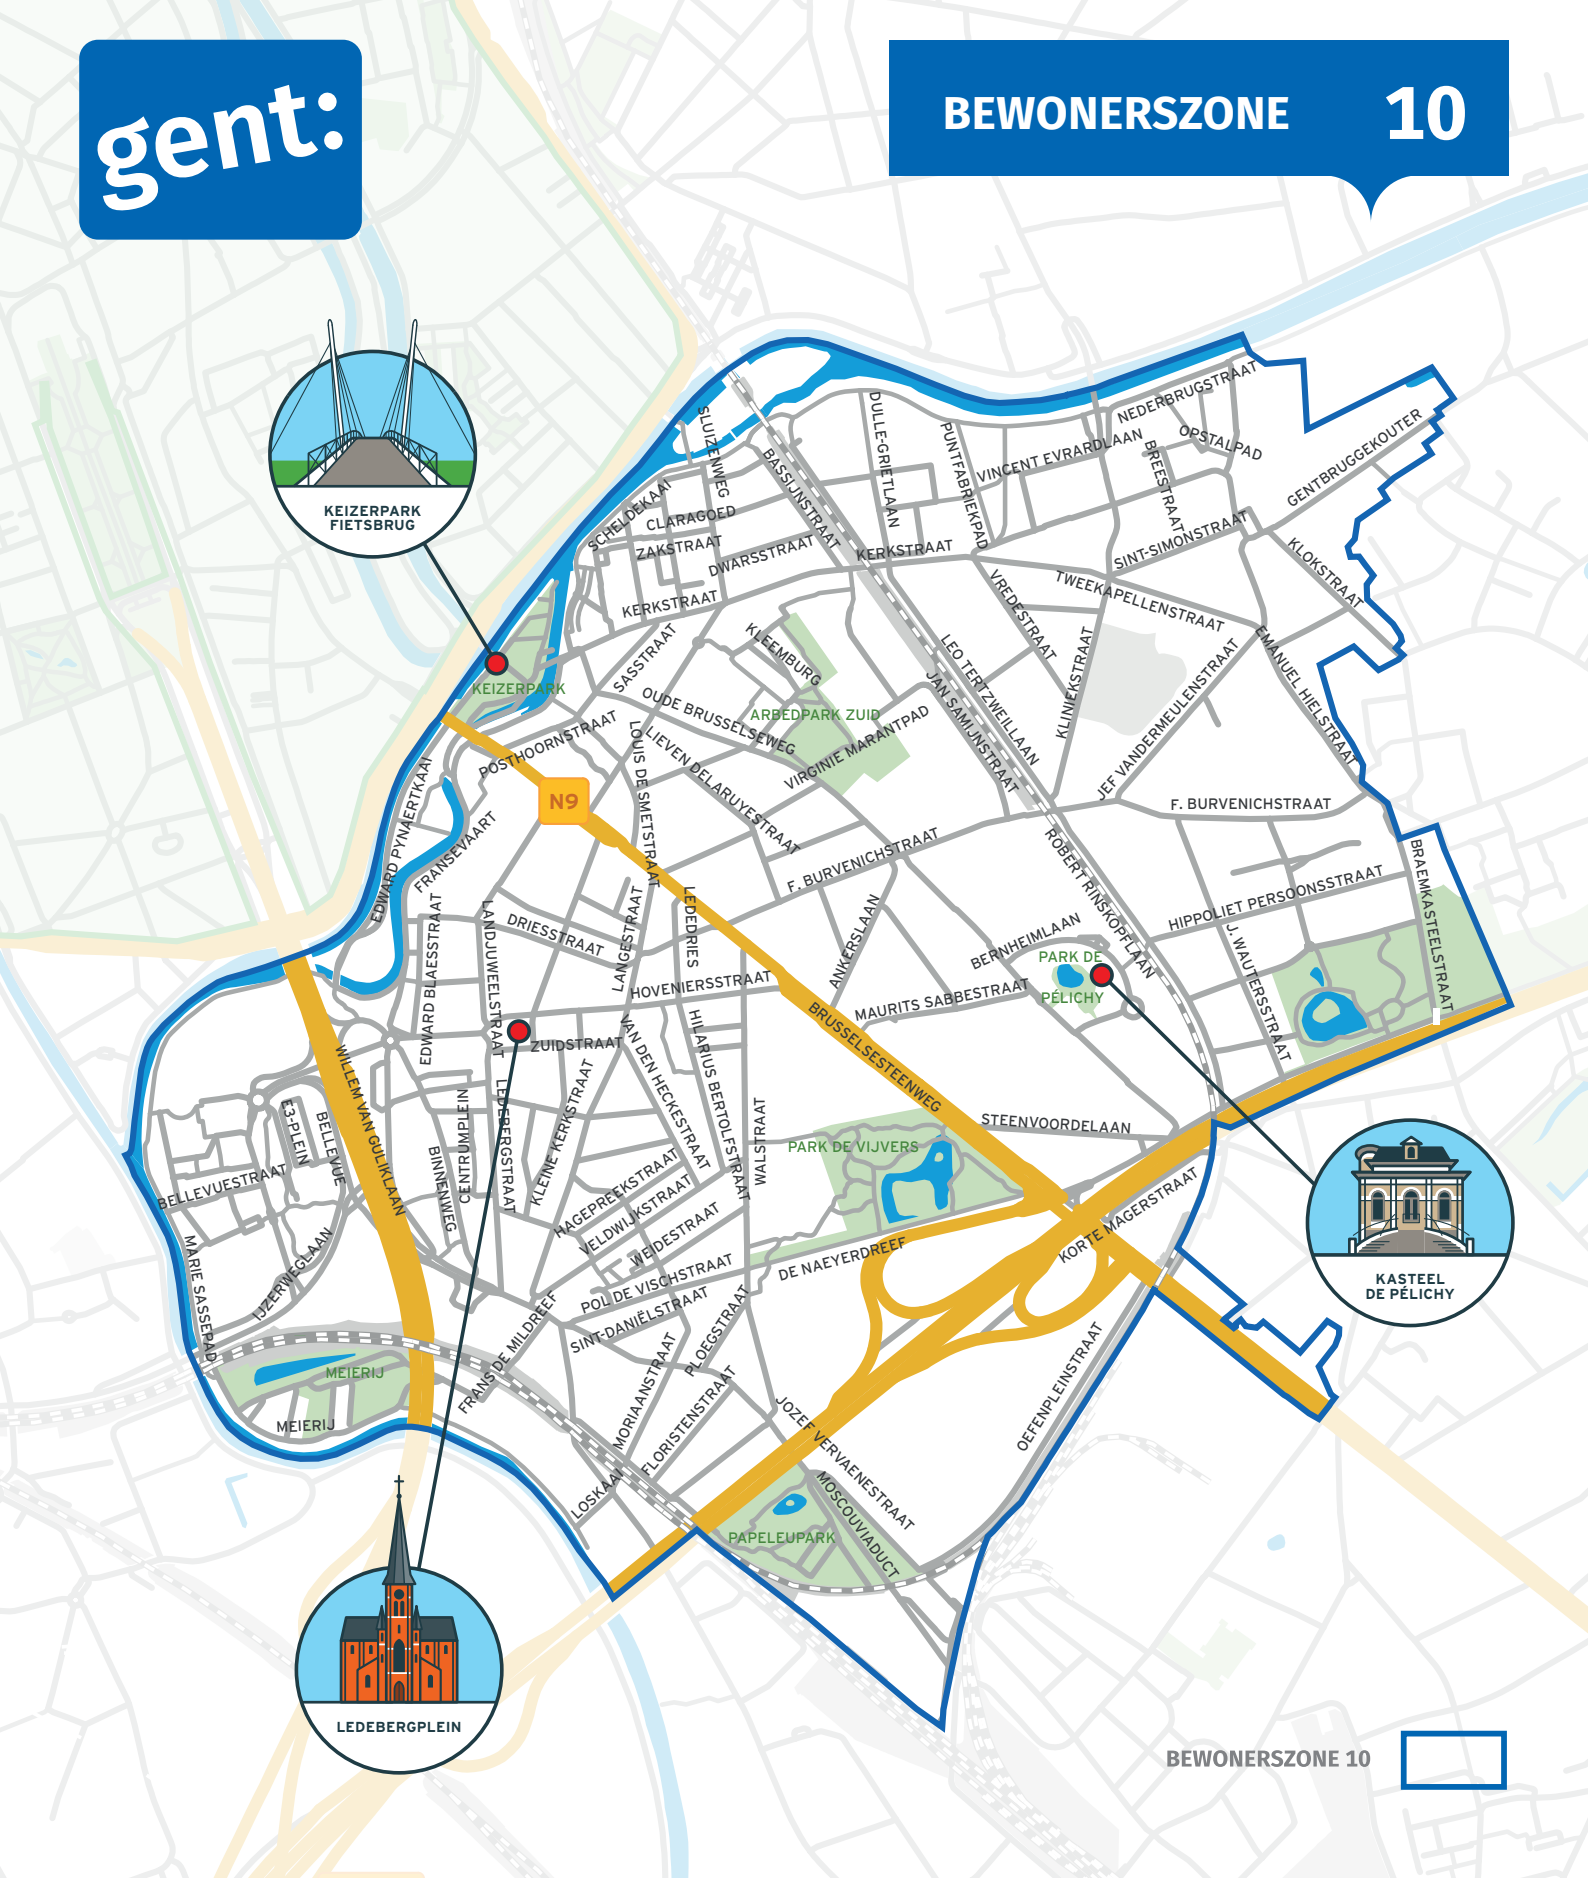 gent:
BEWONERSZONE 10
KEIZERPARK
FIETSBRUG
SLUIZENWEG
DULLE-GRIETLAAN
PUNTFABRIEKPAD
NEDERBRUGSTRAAT
VINCENT EVRARDLAAN
BREESTRAAT
OPSTALPAD
GENTBRUGGEKOUTER
BASSIJNSTRAAT
SCHELDEKAAI
CLARAGOED
ZAKSTRAAT
DWARSSTRAAT
KERKSTRAAT
SINT-SIMONSTRAAT
KLOKSTRAAT
KERKSTRAAT
VREDESTRAAT
TWEEKAPELLENSTRAAT
SASSTRAAT
KLEEMBURG
LEO TERTZWEILLAAN
KLINIEKSTRAAT
EMANUEL HIELSTRAAT
KEIZERPARK
OUDE BRUSSELSEWEG
ARBEDPARK ZUID
JAN SAMIJNSTRAAT
JEF VANDERMEULENSTRAAT
POSTHOORNSTRAAT
LOUIS DE SMETSTRAAT
LIEVEN DELARUYESTRAAT
VIRGINIE MARANTPAD
N9
EDWARD PYNAERTKAAI
FRANSEVAART
F. BURVENICHSTRAAT
F. BURVENICHSTRAAT
ROBERT RINSKOPFLAAN
BRAEMKASTEELSTRAAT
HIPPOLIET PERSOONSSTRAAT
EDWARD BLAESSTRAAT
LANDJUWEELSTRAAT
DRIESSTRAAT
LANGESTRAAT
LEDEDRIES
ANKERSLAAN
BERNHEIMLAAN
J. WAUTERSSTRAAT
PARK DE
PÉLICHY
HOVENIERSSTRAAT
MAURITS SABBESTRAAT
BRUSSELSESTEENWEG
ZUIDSTRAAT
VAN DEN HECKESTRAAT
HILARIUS BERTOLFSTRAAT
WILLEM VAN GULIKLAAN
E3-PLEIN
BELLEVUE
CENTRUMPLEIN
BINNENWEG
LEDEBERGSTRAAT
KLEINE KERKSTRAAT
WALSTRAAT
STEENVOORDELAAN
PARK DE VIJVERS
BELLEVUESTRAAT
HAGEPREEKSTRAAT
VELDWIJKSTRAAT
WEIDESTRAAT
KORTE MAGERSTRAAT
MARIE SASSEPAD
IJZERWEGLAAN
POL DE VISCHSTRAAT
DE NAEYERDREEF
SINT-DANIËLSTRAAT
KASTEEL
DE PÉLICHY
FRANS DE MILDREEF
PLOEGSTRAAT
MORIAANSTRAAT
FLORISTENSTRAAT
OEFENPLEINSTRAAT
MEIERIJ
MEIERIJ
LOSKAAI
JOZEF VERVAENESTRAAT
MOSCOUVIADUCT
PAPELEUPARK
LEDEBERGPLEIN
BEWONERSZONE 10